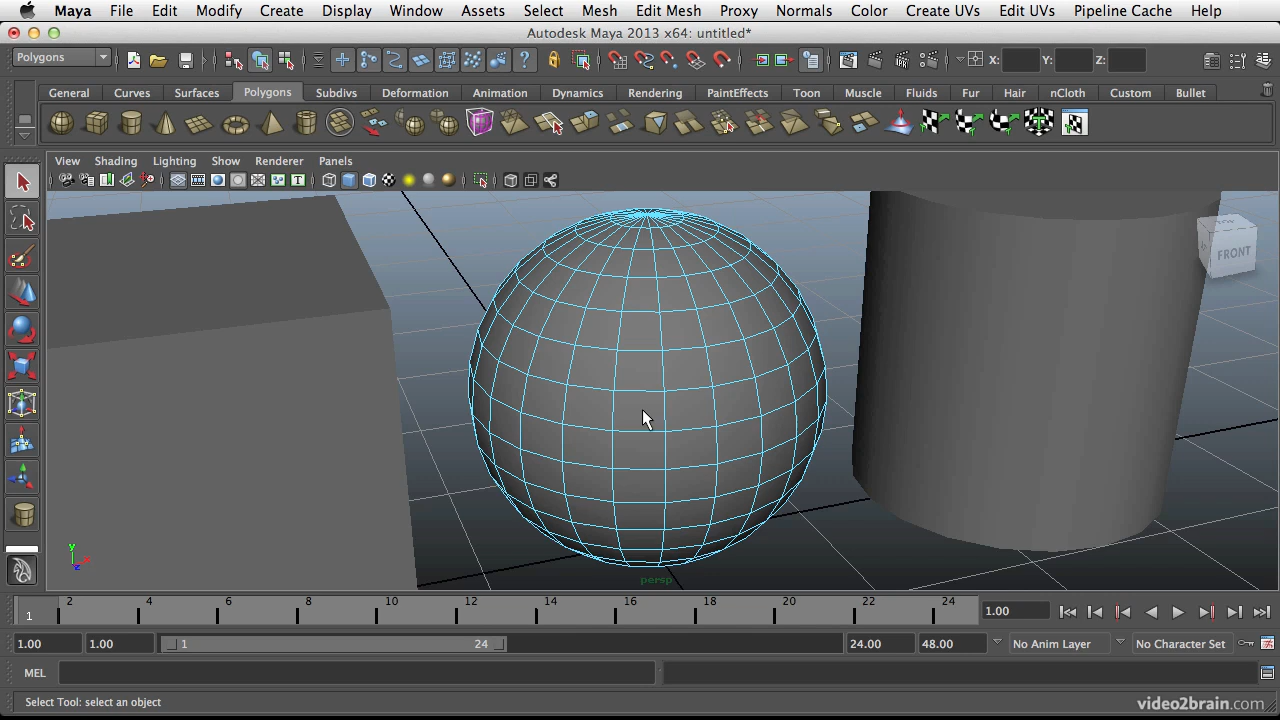 Maya File Edit Modify Create Display Window Assets Select Mesh Edit Mesh Proxy Normals Color Create UVs Edit UVs Pipeline Cache Help
Autodesk Maya 2013 x64: untitled*
Polygons X: Y: Z:
General Curves Surfaces Polygons Subdivs Deformation Animation Dynamics Rendering PaintEffects Toon Muscle Fluids Fur Hair nCloth Custom Bullet
View Shading Lighting Show Renderer Panels
FRONT
y
persp
1 2 4 6 8 10 12 14 16 18 20 22 24 1.00
1.00 1.00 1 24 24.00 48.00 No Anim Layer No Character Set
MEL
Select Tool: select an object
video2brain.com